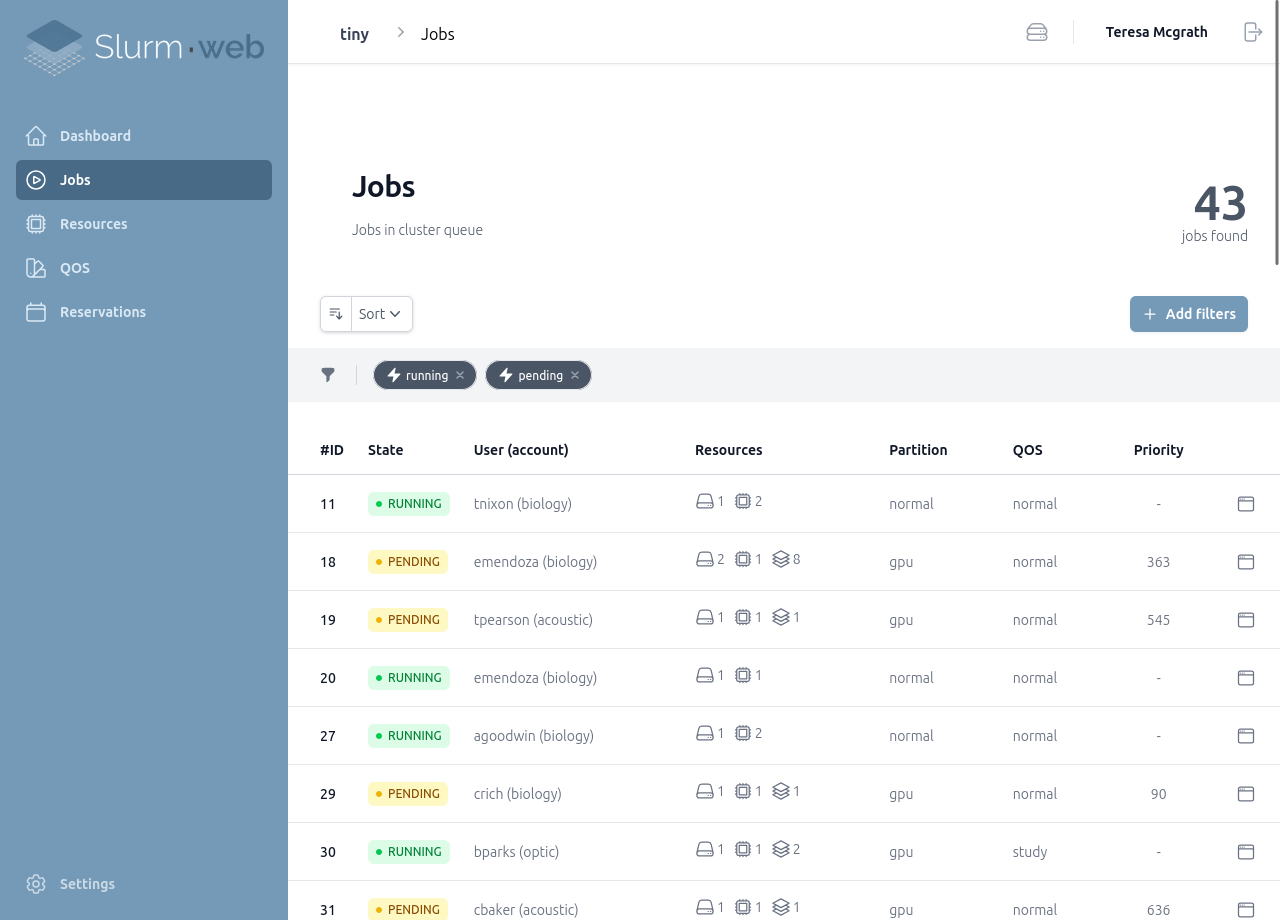 Slurm·web
tiny > Jobs
Teresa Mcgrath
Dashboard
Jobs
Resources
QOS
Reservations
Settings
Jobs
Jobs in cluster queue
43
jobs found
Sort
+ Add filters
running ×
pending ×
#ID State User (account) Resources Partition QOS Priority
11 RUNNING tnixon (biology) 1 2 normal normal -
18 PENDING emendoza (biology) 2 1 8 gpu normal 363
19 PENDING tpearson (acoustic) 1 1 1 gpu normal 545
20 RUNNING emendoza (biology) 1 1 normal normal -
27 RUNNING agoodwin (biology) 1 2 normal normal -
29 PENDING crich (biology) 1 1 1 gpu normal 90
30 RUNNING bparks (optic) 1 1 2 gpu study -
31 PENDING cbaker (acoustic) 1 1 1 gpu normal 636